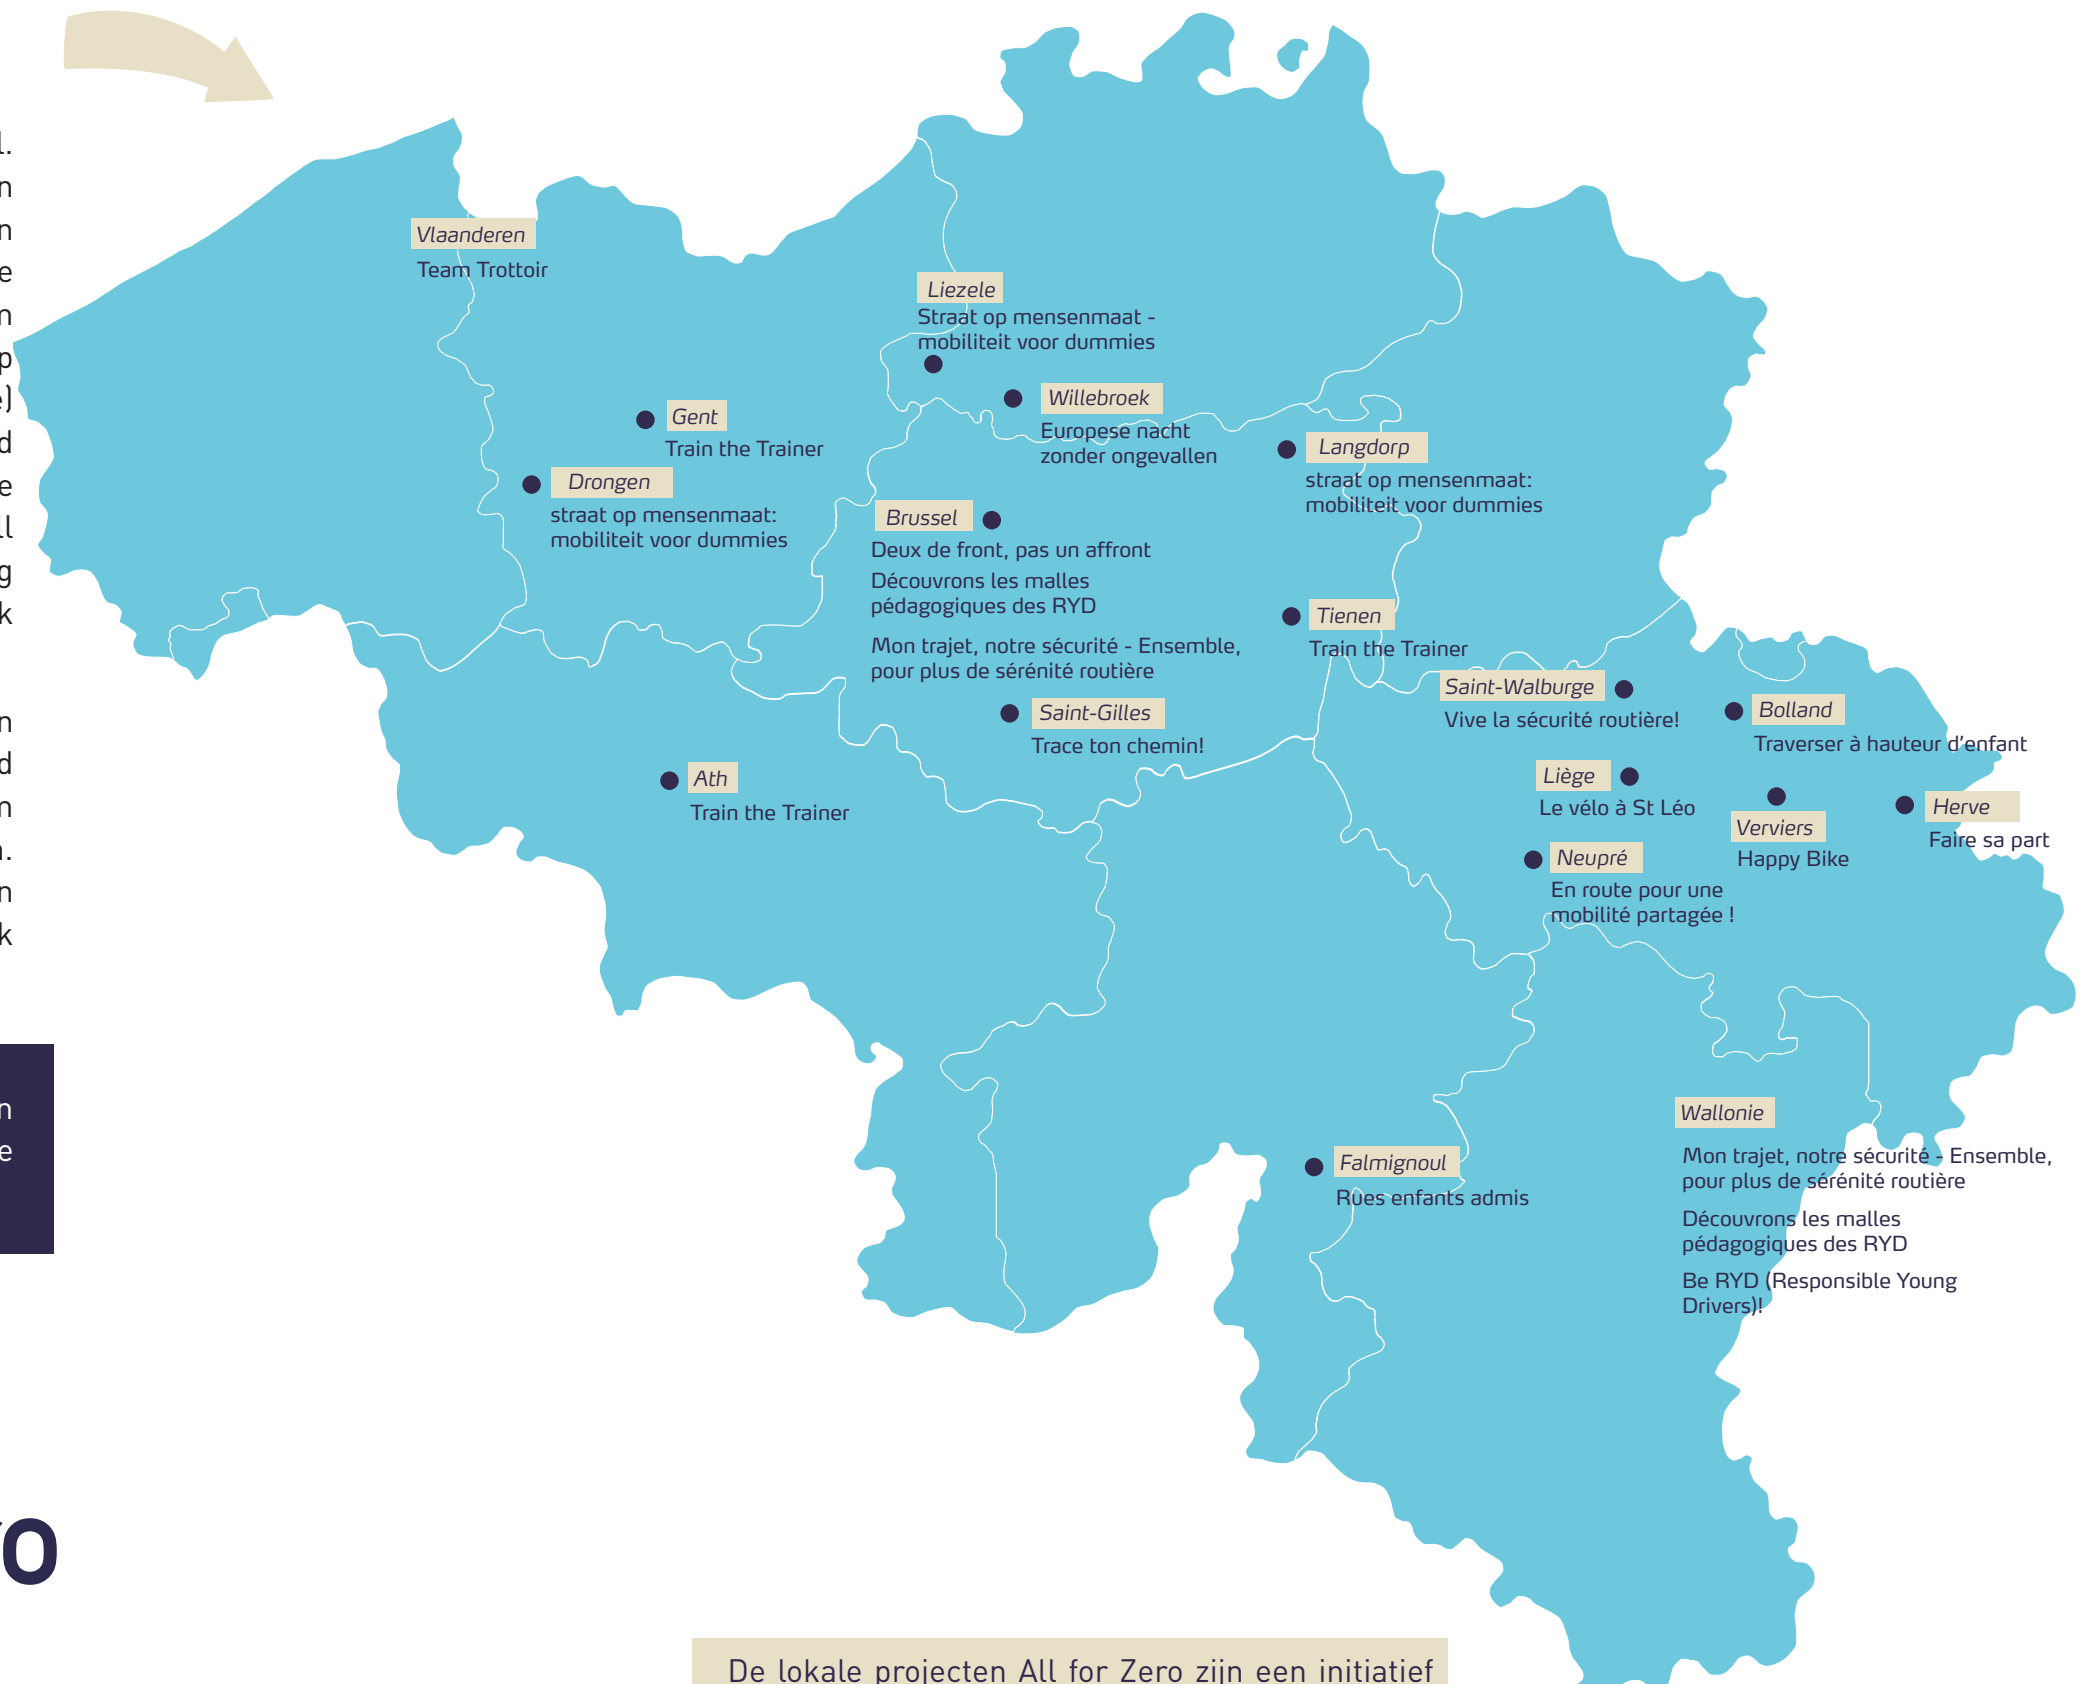 Vlaanderen
Team Trottoir
Liezele
Straat op mensenmaat -
mobiliteit voor dummies
Willebroek
Europese nacht
zonder ongevallen
Gent
Train the Trainer
Drongen
straat op mensenmaat:
mobiliteit voor dummies
Langdorp
straat op mensenmaat:
mobiliteit voor dummies
Brussel
Deux de front, pas un affront
Découvrons les malles
pédagogiques des RYD
Mon trajet, notre sécurité - Ensemble,
pour plus de sérénité routière
Tienen
Train the Trainer
Saint-Gilles
Trace ton chemin!
Saint-Walburge
Vive la sécurité routière!
Bolland
Traverser à hauteur d'enfant
Ath
Train the Trainer
Liège
Le vélo à St Léo
Verviers
Happy Bike
Herve
Faire sa part
Neupré
En route pour une
mobilité partagée !
Wallonie
Mon trajet, notre sécurité - Ensemble,
pour plus de sérénité routière
Découvrons les malles
pédagogiques des RYD
Be RYD (Responsible Young
Drivers)!
Falmignoul
Rues enfants admis
De lokale projecten All for Zero zijn een initiatief